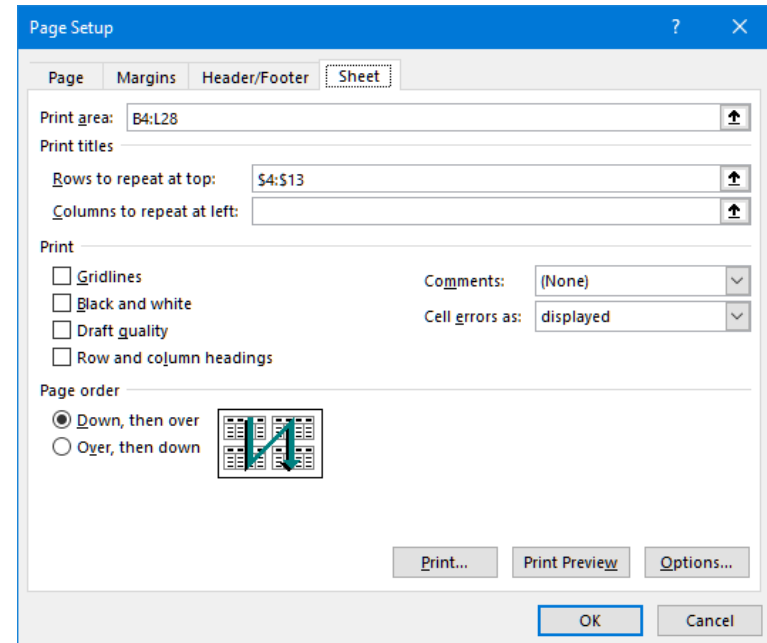 Page Setup ?
Page Margins Header/Footer Sheet
Print area: B4:L28
Print titles
Rows to repeat at top: $4:$13
Columns to repeat at left:
Print
Gridlines
Comments: (None)
Black and white
Cell errors as: displayed
Draft quality
Row and column headings
Page order
Down, then over
Over, then down
Print... Print Preview Options...
OK Cancel